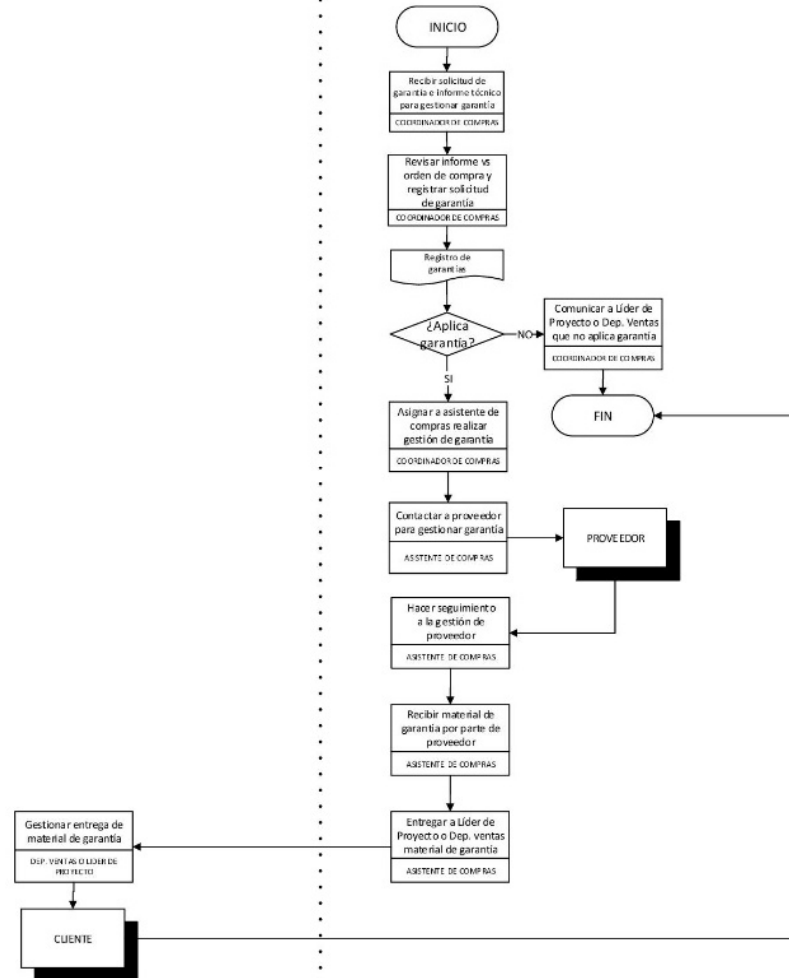 INICIO
Recibir solicitud de
garantía e informe técnico
para gestionar garantía
COORDINADOR DE COMPRAS
Revisar informe vs
orden de compra y
registrar solicitud
de garantía
COORDINADOR DE COMPRAS
Registro de
garantías
¿Aplica
garantía?
NO
Comunicar a Líder de
Proyecto o Dep. Ventas
que no aplica garantía
COORDINADOR DE COMPRAS
SI
FIN
Asignar a asistente de
compras realizar
gestión de garantía
COORDINADOR DE COMPRAS
Contactar a proveedor
para gestionar garantía
ASISTENTE DE COMPRAS
PROVEEDOR
Hacer seguimiento
a la gestión de
proveedor
ASISTENTE DE COMPRAS
Recibir material de
garantía por parte de
proveedor
ASISTENTE DE COMPRAS
Entregar a Líder de
Proyecto o Dep. ventas
material de garantía
ASISTENTE DE COMPRAS
Gestionar entrega de
material de garantía
DEP. VENTAS O LIDER DE
PROYECTO
CLIENTE